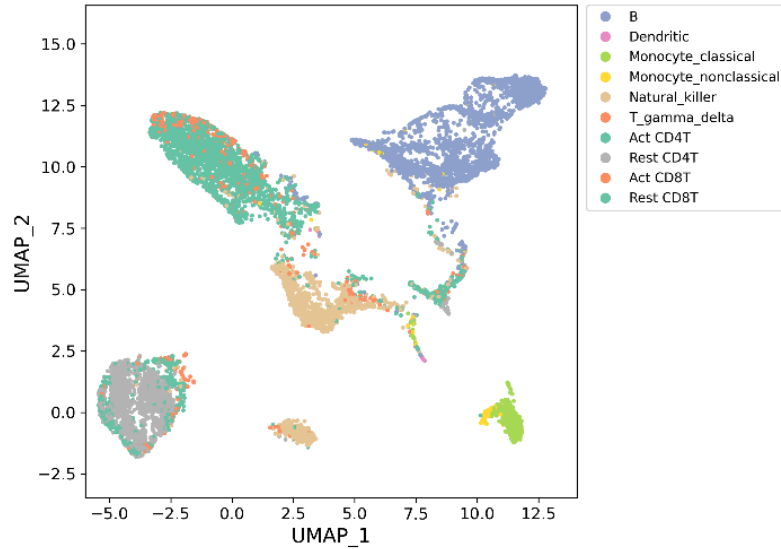 B
Dendritic
Monocyte_classical
Monocyte_nonclassical
Natural_killer
T_gamma_delta
Act CD4T
Rest CD4T
Act CD8T
Rest CD8T
15.0
12.5
10.0
7.5
5.0
2.5
0.0
−2.5
UMAP_2
−5.0 −2.5 0.0 2.5 5.0 7.5 10.0 12.5
UMAP_1